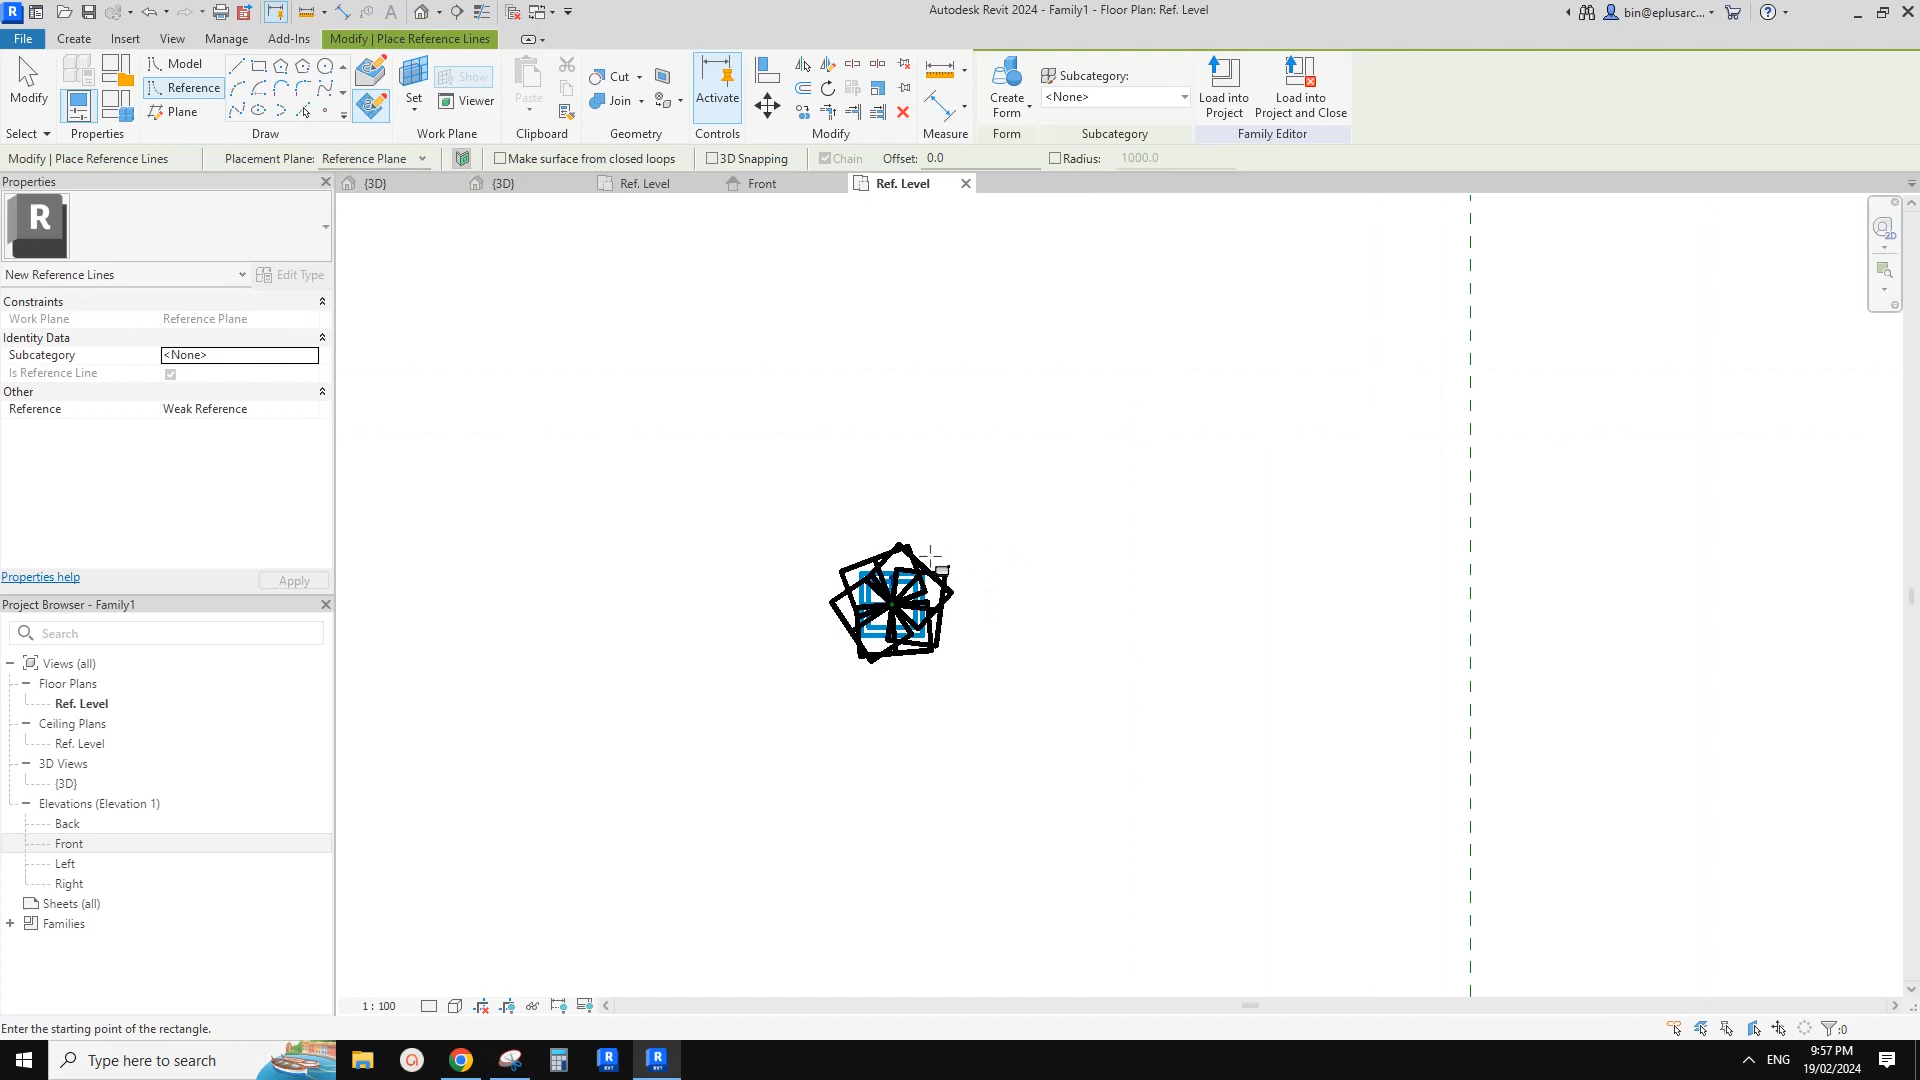 Autodesk Revit 2024 - Family1 - Floor Plan: Ref. Level
bin@eplusarc...
File
Create
Insert
View
Manage
Add-Ins
Modify | Place Reference Lines
Modify
Select
Properties
Model
Reference
Plane
Draw
Set
Show
Viewer
Work Plane
Paste
Clipboard
Cut
Join
Geometry
Activate
Controls
Modify
Measure
Create
Form
Form
Subcategory:
<None>
Subcategory
Load into
Project
Load into
Project and Close
Family Editor
Modify | Place Reference Lines
Placement Plane: Reference Plane
Make surface from closed loops
3D Snapping
Chain
Offset: 0.0
Radius: 1000.0
Properties
{3D}
{3D}
Ref. Level
Front
Ref. Level
R
New Reference Lines
Edit Type
Constraints
Work Plane Reference Plane
Identity Data
Subcategory <None>
Is Reference Line
Other
Reference Weak Reference
2D
Properties help
Apply
Project Browser - Family1
Search
Views (all)
Floor Plans
Ref. Level
Ceiling Plans
Ref. Level
3D Views
{3D}
Elevations (Elevation 1)
Back
Front
Left
Right
Sheets (all)
Families
1 : 100
Enter the starting point of the rectangle.
:0
Type here to search
ENG
9:57 PM
19/02/2024